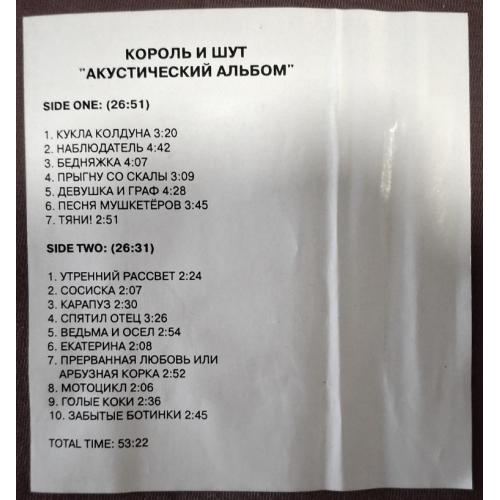 КОРОЛЬ И ШУТ
"АКУСТИЧЕСКИЙ АЛЬБОМ"
SIDE ONE: (26:51)
1. КУКЛА КОЛДУНА 3:20
2. НАБЛЮДАТЕЛЬ 4:42
3. БЕДНЯЖКА 4:07
4. ПРЫГНУ СО СКАЛЫ 3:09
5. ДЕВУШКА И ГРАФ 4:28
6. ПЕСНЯ МУШКЕТЁРОВ 3:45
7. ТЯНИ! 2:51
SIDE TWO: (26:31)
1. УТРЕННИЙ РАССВЕТ 2:24
2. СОСИСКА 2:07
3. КАРАПУЗ 2:30
4. СПЯТИЛ ОТЕЦ 3:26
5. ВЕДЬМА И ОСЕЛ 2:54
6. ЕКАТЕРИНА 2:08
7. ПРЕРВАННАЯ ЛЮБОВЬ ИЛИ
АРБУЗНАЯ КОРКА 2:52
8. МОТОЦИКЛ 2:06
9. ГОЛЫЕ КОКИ 2:36
10. ЗАБЫТЫЕ БОТИНКИ 2:45
TOTAL TIME: 53:22